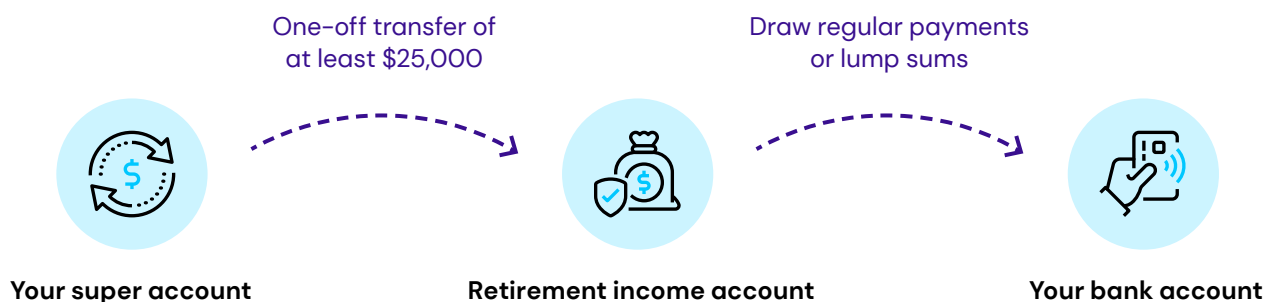 One-off transfer of
at least $25,000
Draw regular payments
or lump sums
$
$
Your super account
Retirement income account
Your bank account